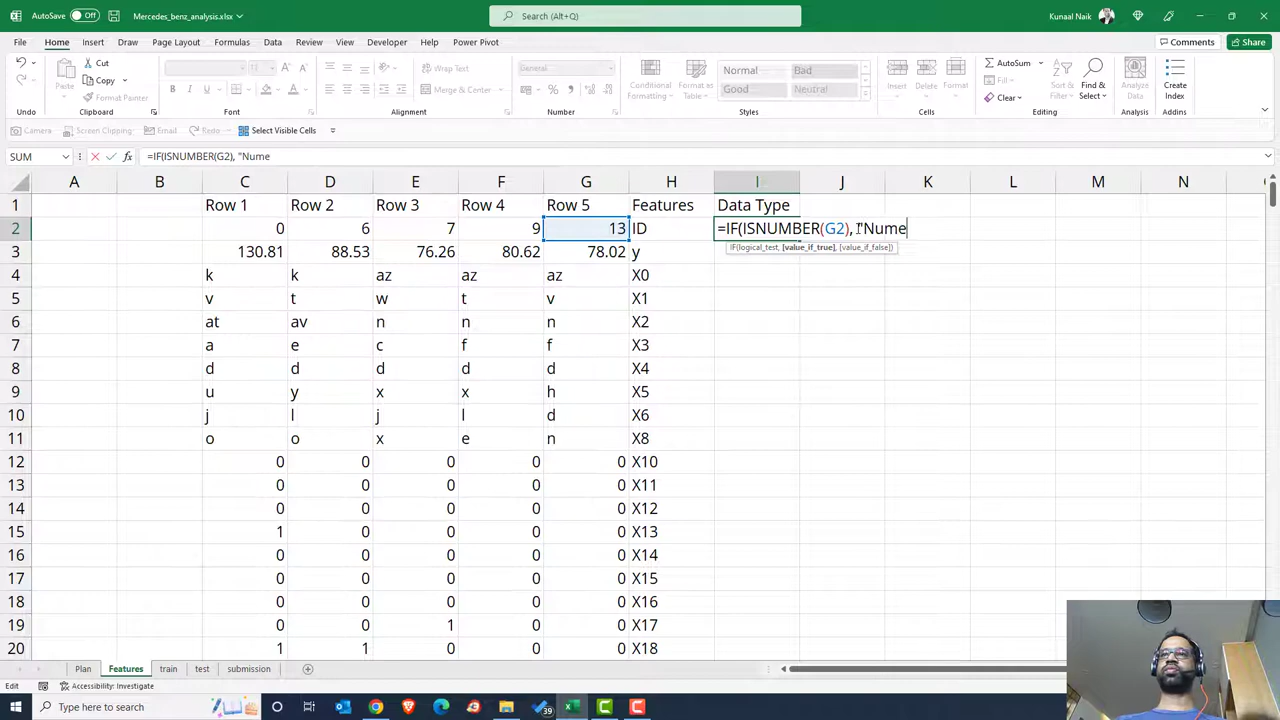 AutoSave Off Mercedes_benz_analysis.xlsx Search (Alt+Q) Kunaal Naik
File Home Insert Draw Page Layout Formulas Data Review View Developer Help Power Pivot Comments Share
Cut
Copy
Format Painter
Paste
Wrap Text
Merge & Center
General
Conditional Formatting
Format as Table
Normal Bad
Good Neutral
Insert Delete Format
AutoSum
Fill
Clear
Sort & Filter
Find & Select
Analyze Data
Create Index
Undo Clipboard Font Alignment Number Styles Cells Editing Analysis Addins
Camera Screen Clipping Email Redo Select Visible Cells
SUM =IF(ISNUMBER(G2), "Nume
A B C D E F G H I J K L M N
1 Row 1 Row 2 Row 3 Row 4 Row 5 Features Data Type
2 0 6 7 9 13 ID =IF(ISNUMBER(G2), "Nume
IF(logical_test, [value_if_true], [value_if_false])
3 130.81 88.53 76.26 80.62 78.02 y
4 k k az az az X0
5 v t w t v X1
6 at av n n n X2
7 a e c f f X3
8 d d d d d X4
9 u y x x h X5
10 j l j l d X6
11 o o x e n X8
12 0 0 0 0 0 X10
13 0 0 0 0 0 X11
14 0 0 0 0 0 X12
15 1 0 0 0 0 X13
16 0 0 0 0 0 X14
17 0 0 0 0 0 X15
18 0 0 0 0 0 X16
19 0 0 1 0 0 X17
20 1 1 0 0 0 X18
Plan Features train test submission
Edit Accessibility: Investigate
Type here to search
39